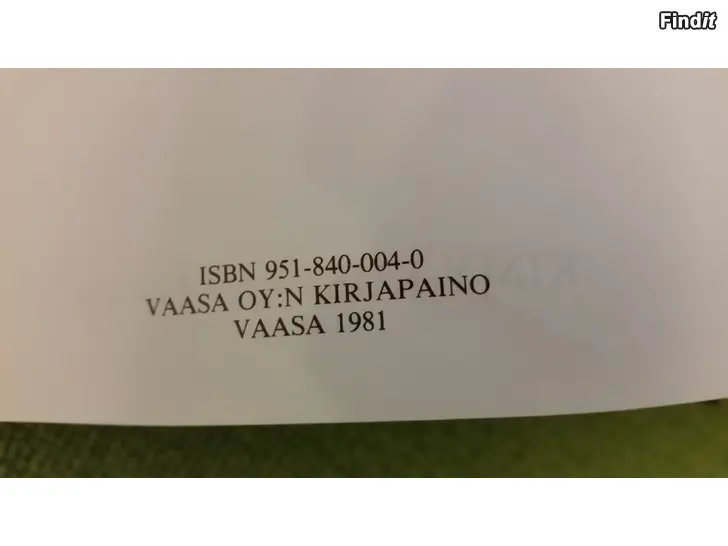 Findit
ISBN 951-840-004-0
VAASA OY:N KIRJAPAINO
VAASA 1981